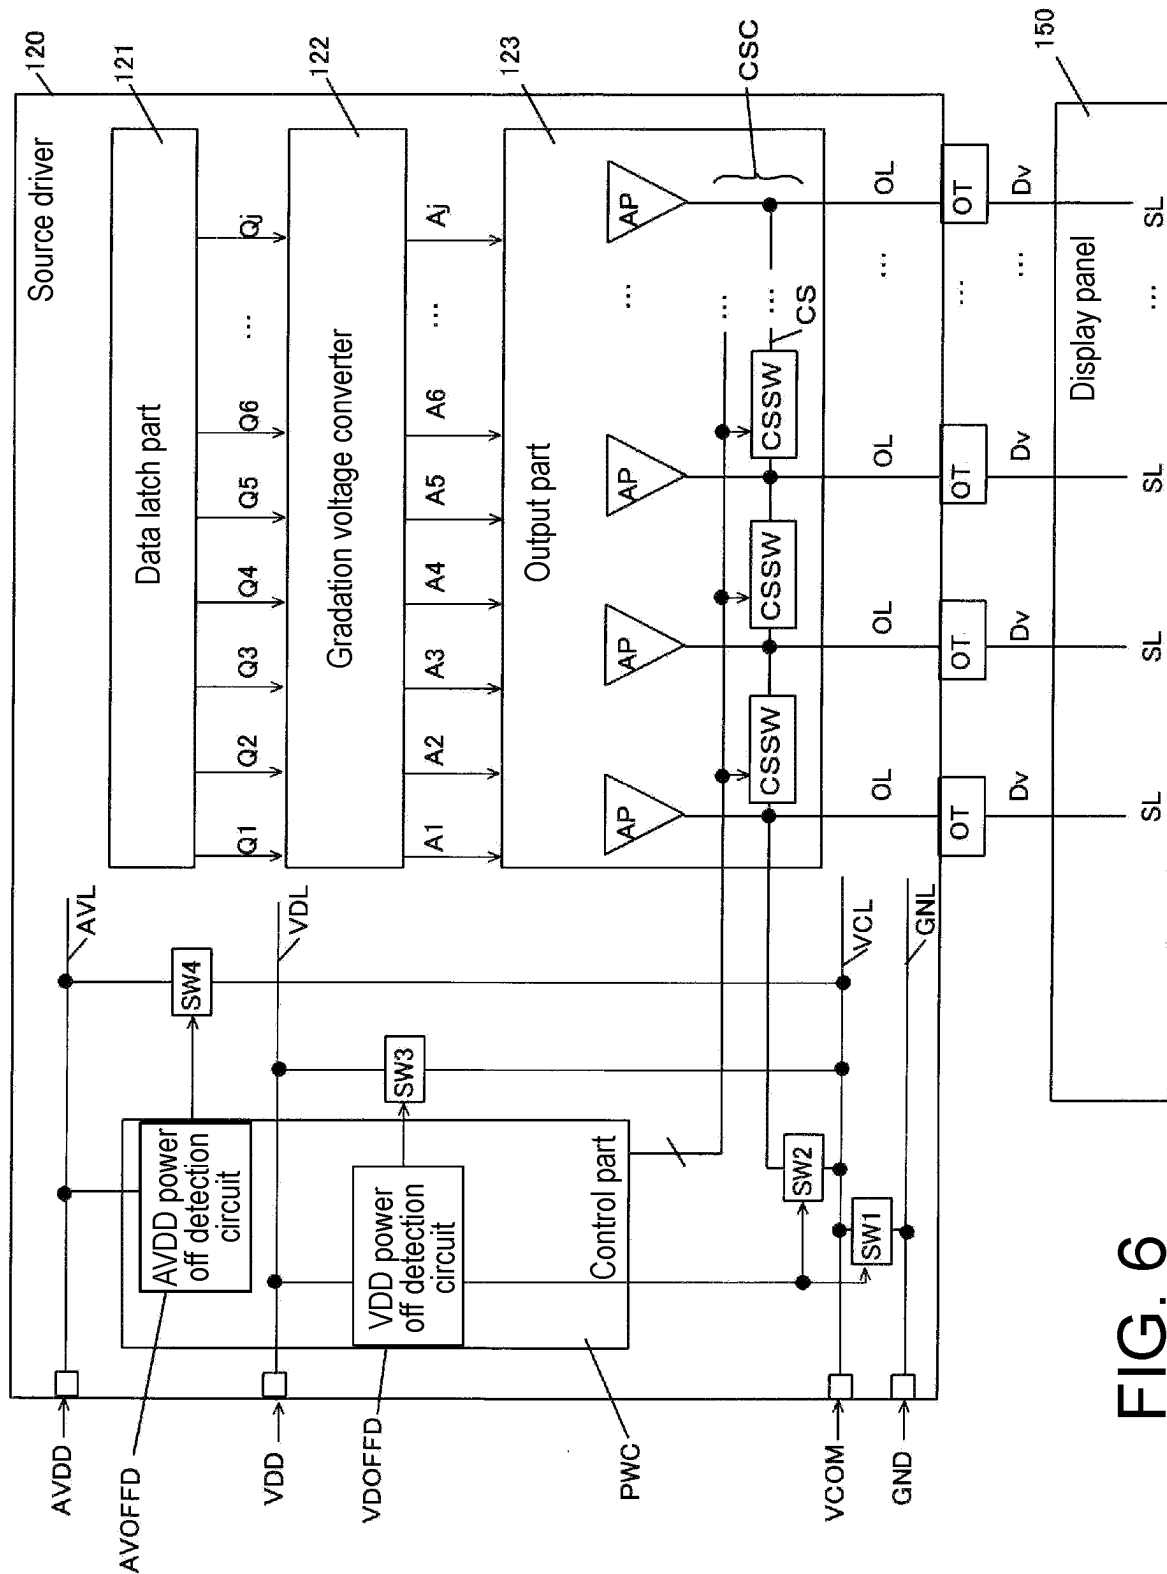 Source driver
120
Data latch part
121
Q1
Q2
Q3
Q4
Q5
Q6
...
Qj
Gradation voltage converter
122
A1
A2
A3
A4
A5
A6
...
Aj
Output part
123
AP
AP
AP
...
AP
CSC
...
CSSW
CSSW
CSSW
...
CS
OL
OL
OL
...
OL
OT
OT
OT
...
OT
Dv
Dv
Dv
...
Dv
Display panel
150
SL
SL
SL
...
SL
AVDD
AVL
AVOFFD
AVDD power
off detection
circuit
SW4
VDD
VDL
VDOFFD
VDD power
off detection
circuit
SW3
Control part
PWC
SW2
SW1
VCOM
VCL
GND
GNL
FIG. 6